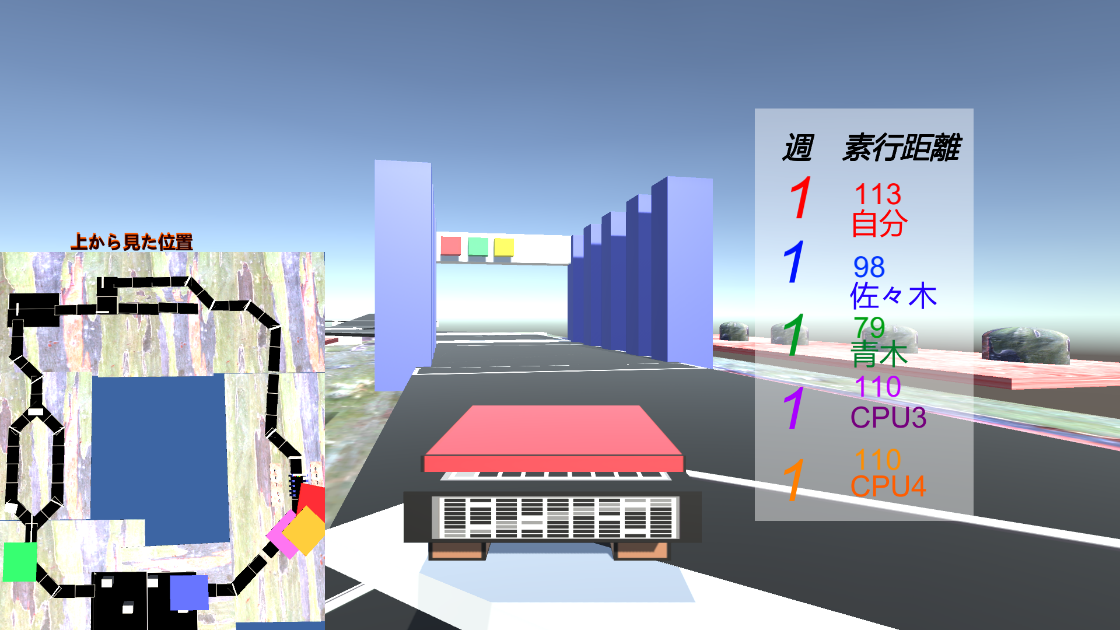 上から見た位置
週 素行距離
1 113
自分
1 98
佐々木
1 79
青木
1 110
CPU3
1 110
CPU4